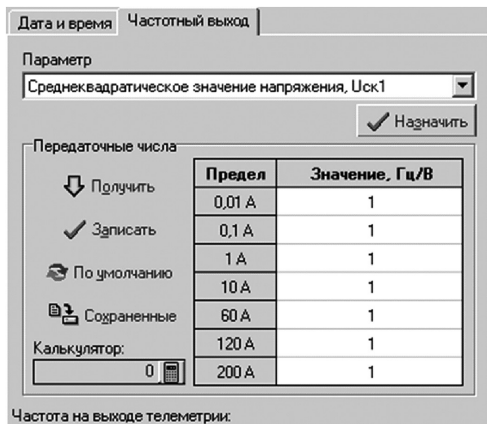 Дата и время Частотный выход
Параметр
Среднеквадратическое значение напряжения, Uск1
Назначить
Передаточные числа
Получить
Записать
По умолчанию
Сохраненные
Калькулятор:
0
Предел Значение, Гц/В
0,01 А 1
0,1 А 1
1 А 1
10 А 1
60 А 1
120 А 1
200 А 1
Частота на выходе телеметрии: